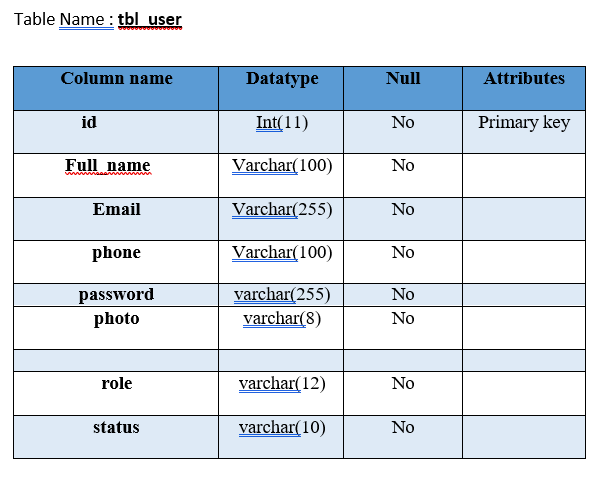 Table Name : tbl_user
Column name Datatype Null Attributes
id Int(11) No Primary key
Full_name Varchar(100) No
Email Varchar(255) No
phone Varchar(100) No
password varchar(255) No
photo varchar(8) No
role varchar(12) No
status varchar(10) No